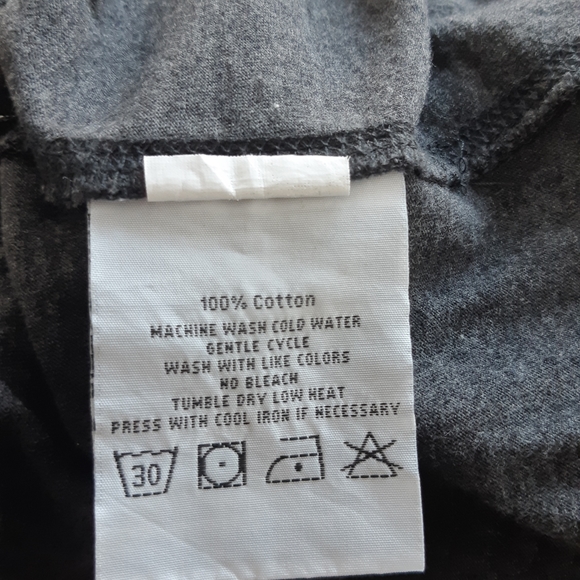 100% Cotton
MACHINE WASH COLD WATER
GENTLE CYCLE
WASH WITH LIKE COLORS
NO BLEACH
TUMBLE DRY LOW HEAT
PRESS WITH COOL IRON IF NECESSARY
30